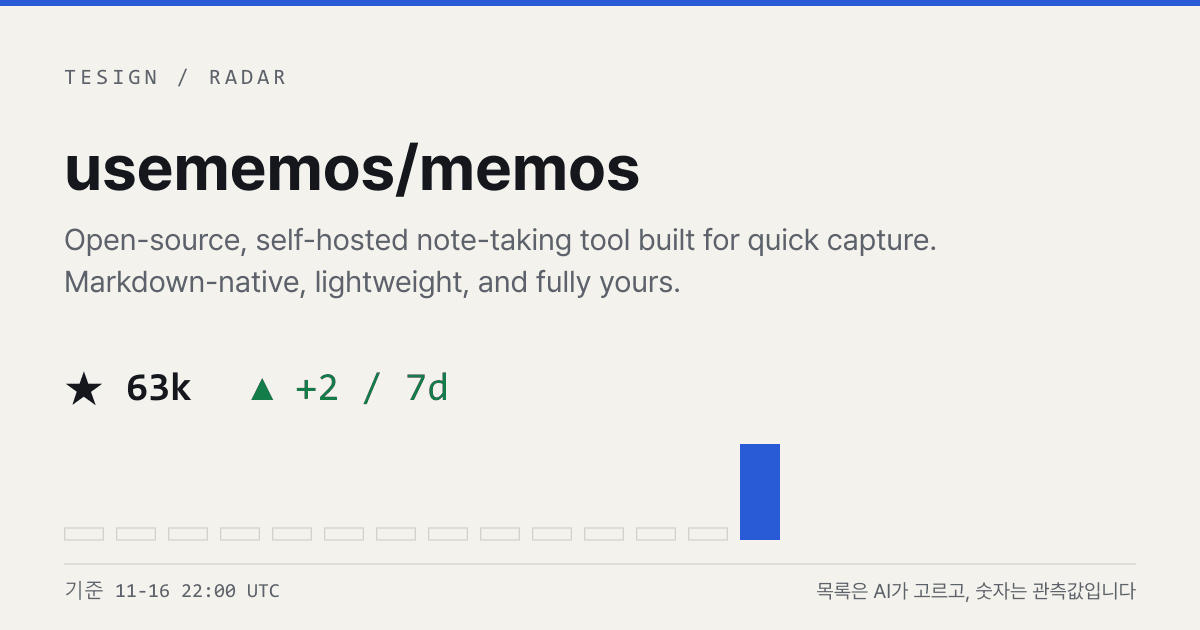 TESIGN / RADAR
usememos/memos
Open-source, self-hosted note-taking tool built for quick capture.
Markdown-native, lightweight, and fully yours.
★ 63k ▲ +2 / 7d
기준 11-16 22:00 UTC
목록은 AI가 고르고, 숫자는 관측값입니다